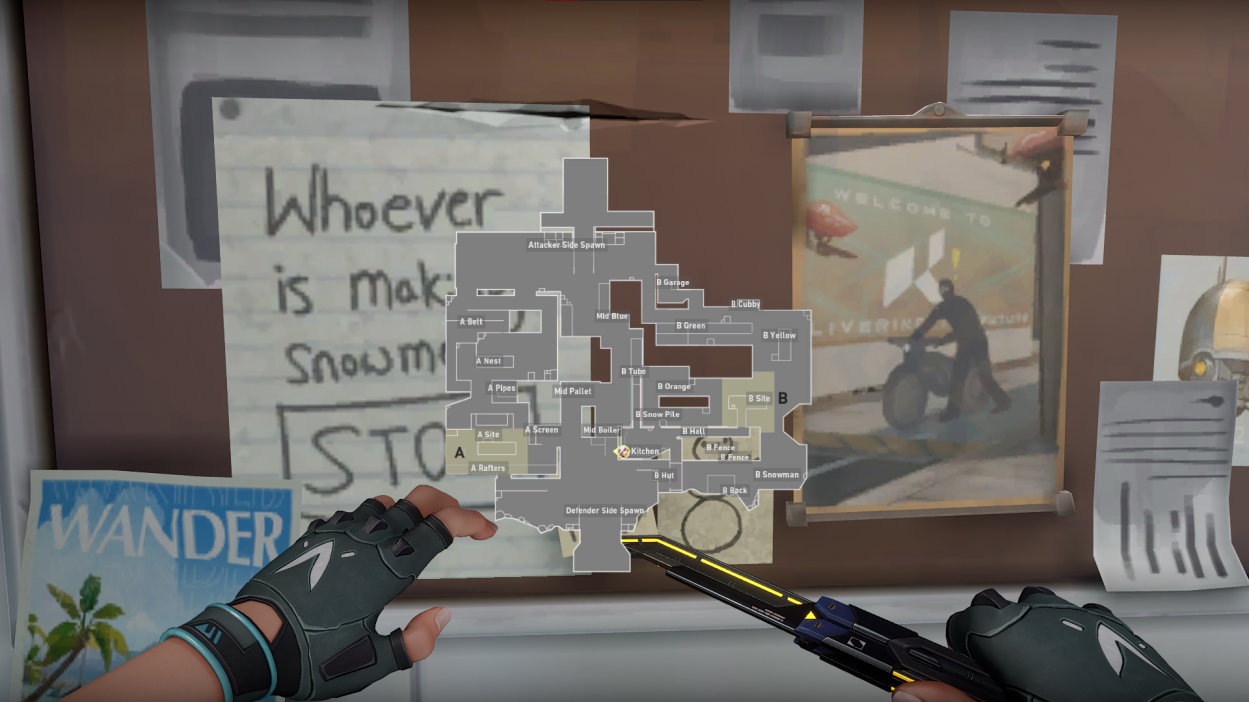 Whoever
is
STO
WANDER
WELCOME TO
Attacker Side Spawn
B Garage
B Cubby
Mid Blue
A Belt
B Green
B Yellow
A Nest
B Tube
A Pipes
Mid Pallet
B Orange
B Site
B
B Snow Pile
A Site
A Screen
Mid Boiler
B Hall
A
Kitchen
B Fence
B Fence
A Rafters
B Hut
B Snowman
B Back
Defender Side Spawn